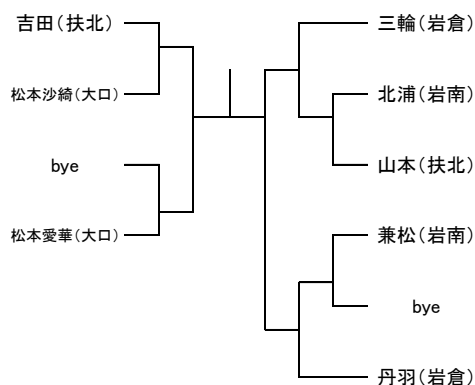 吉田（扶北）
松本沙綺（大口）
bye
松本愛華（大口）
三輪（岩倉）
北浦（岩南）
山本（扶北）
兼松（岩南）
bye
丹羽（岩倉）